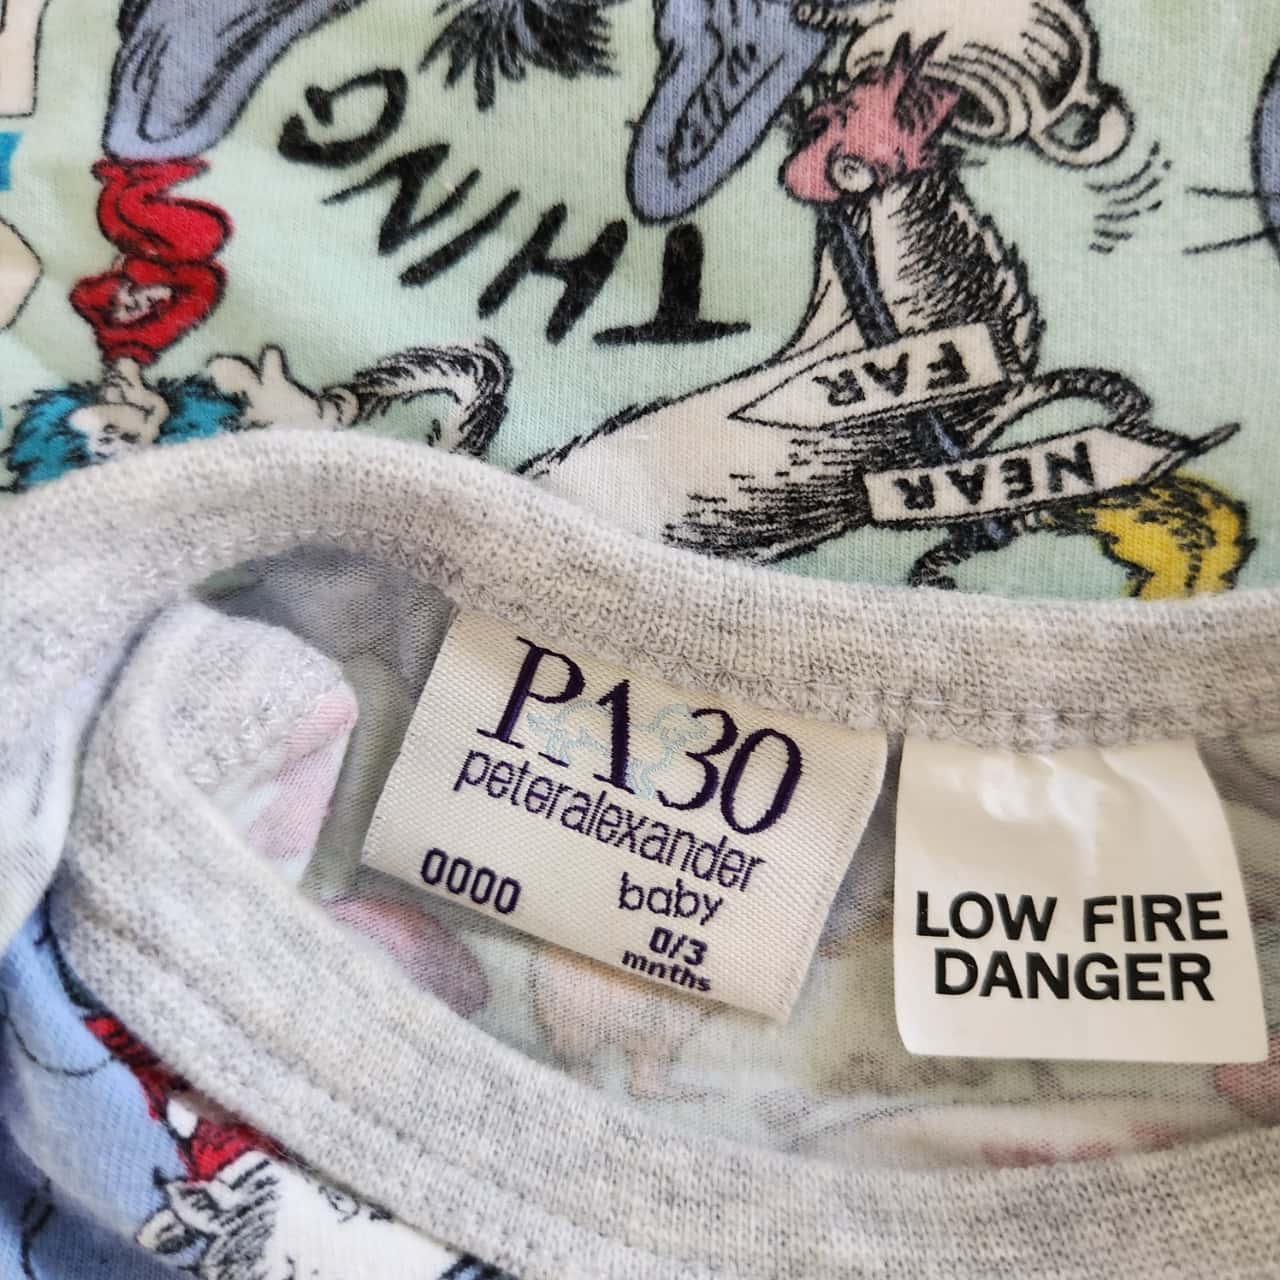 THING
FAR
NEAR
PA30
peteralexander
0000
baby
0/3
mnths
LOW FIRE
DANGER